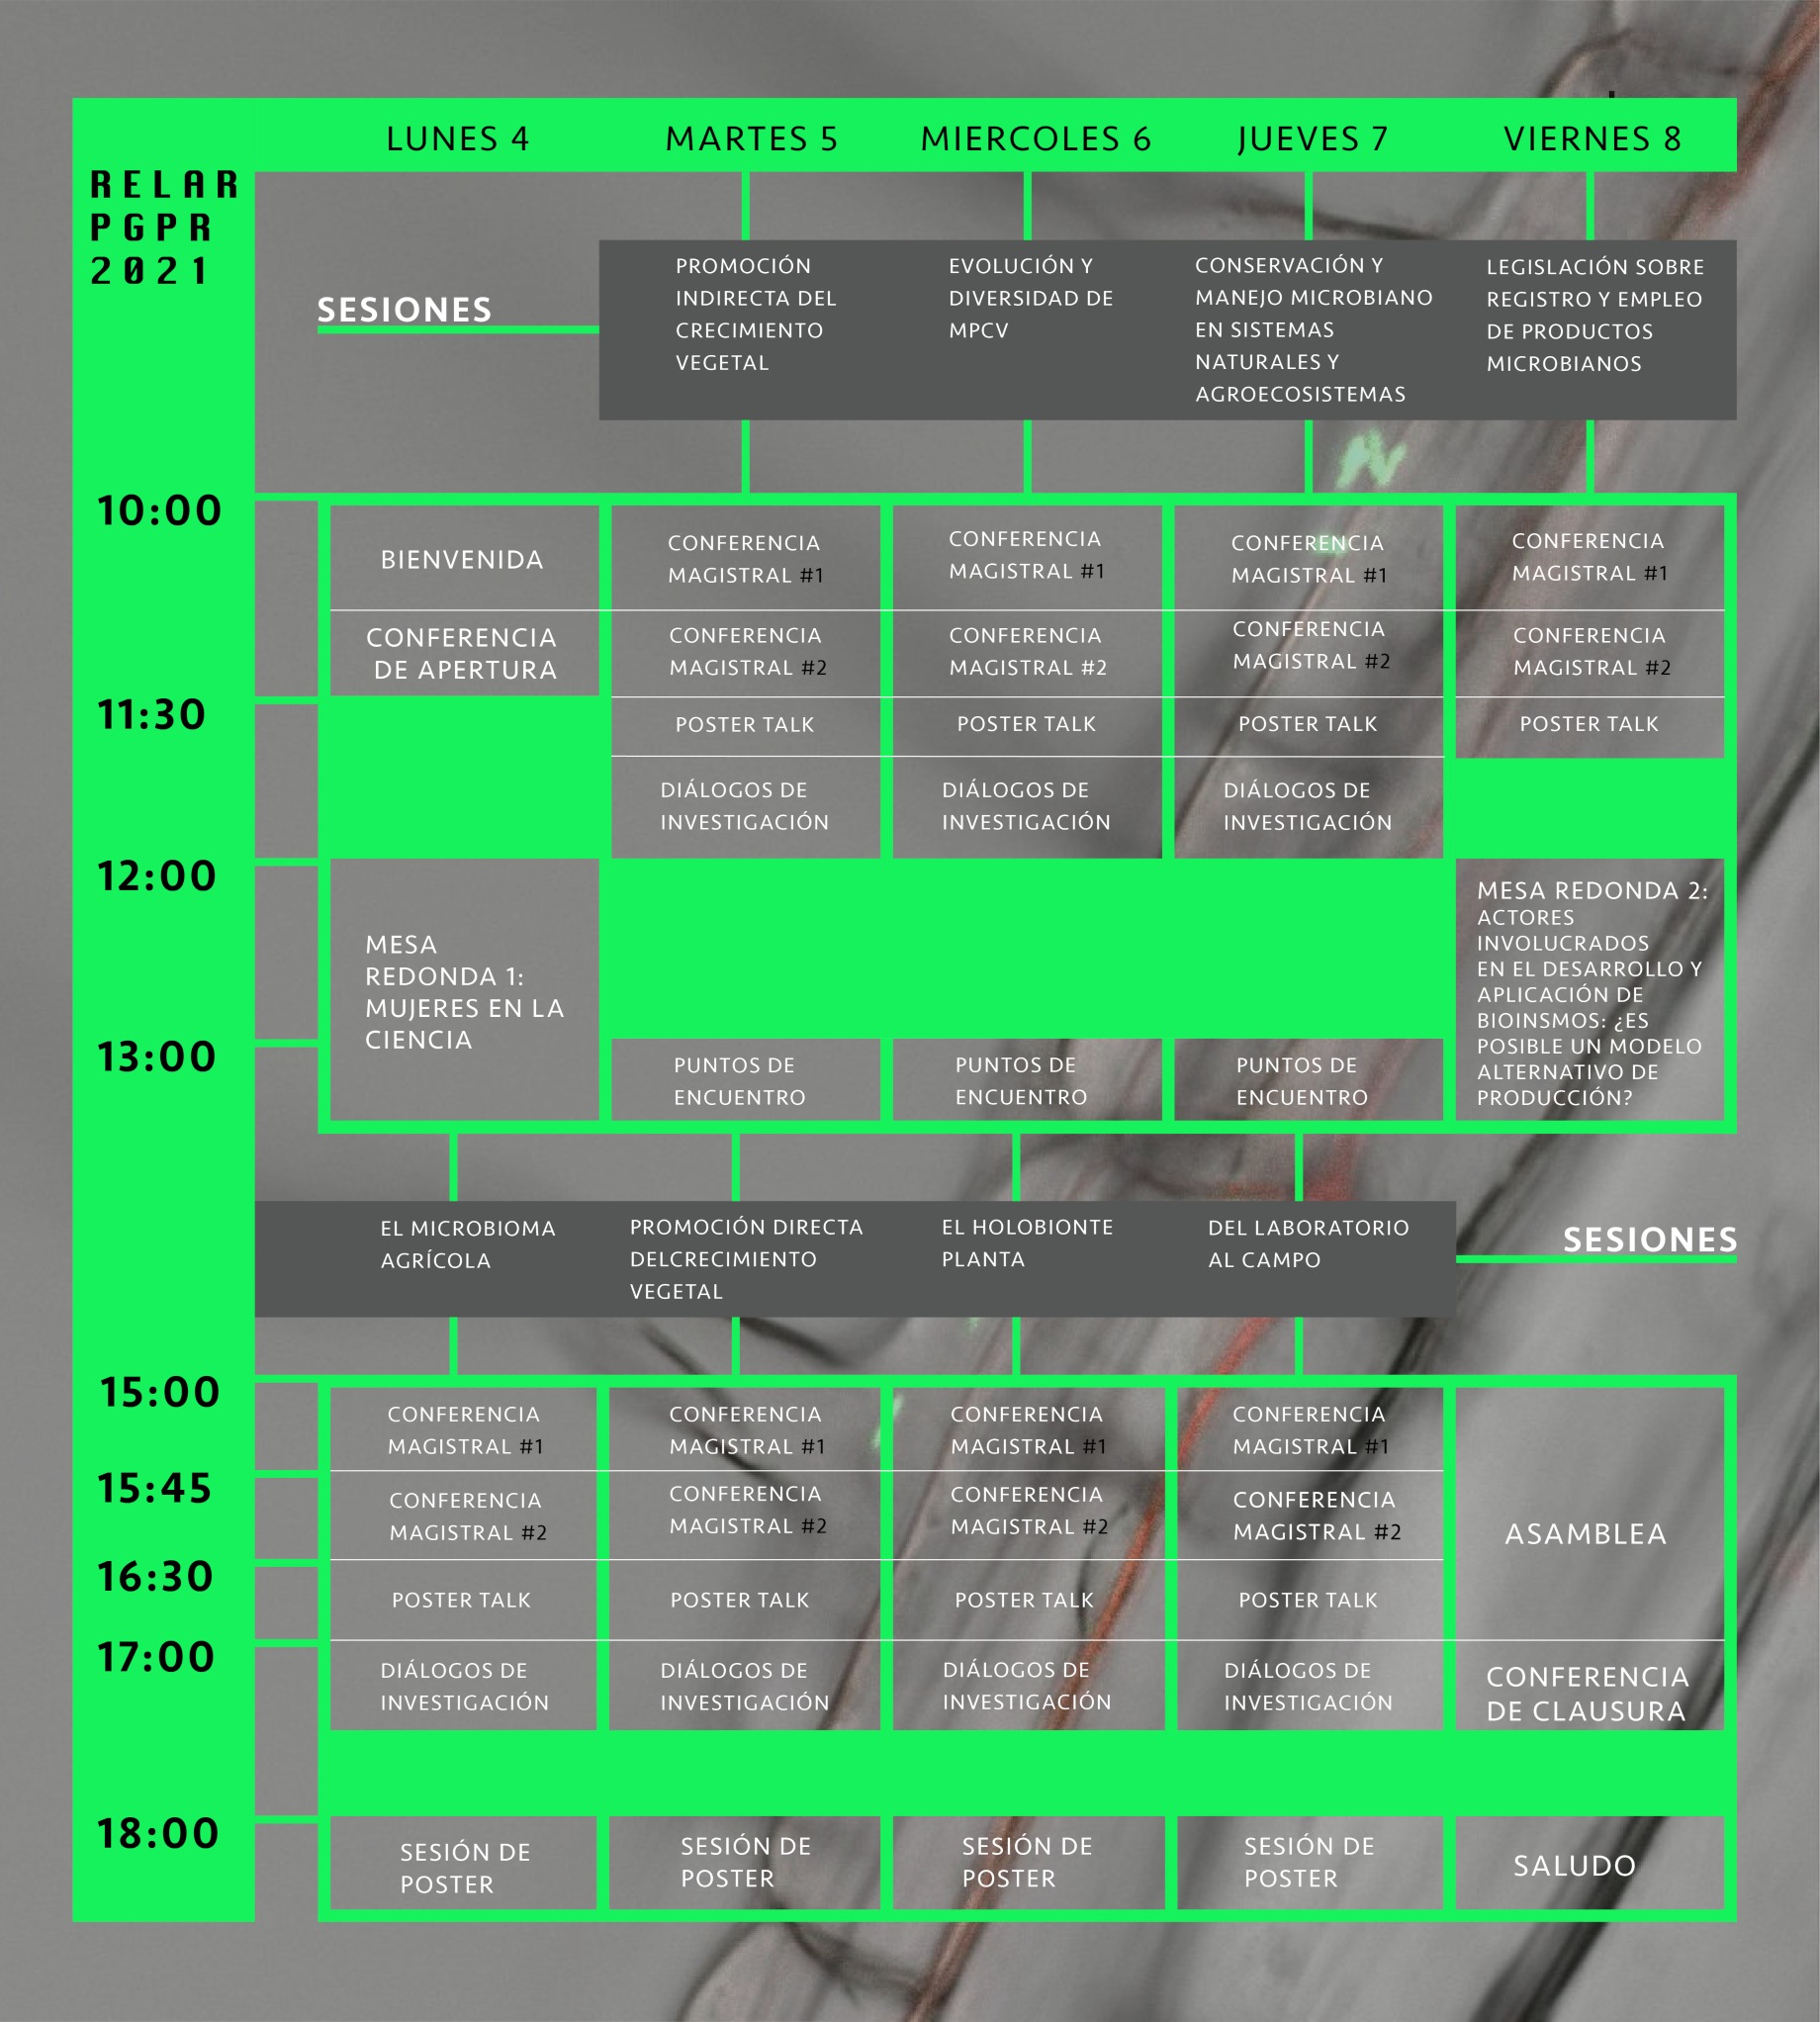 LUNES 4
MARTES 5
MIERCOLES 6
JUEVES 7
VIERNES 8
RELAR
PGPR
2021
SESIONES
PROMOCIÓN
INDIRECTA DEL
CRECIMIENTO
VEGETAL
EVOLUCIÓN Y
DIVERSIDAD DE
MPCV
CONSERVACIÓN Y
MANEJO MICROBIANO
EN SISTEMAS
NATURALES Y
AGROECOSISTEMAS
LEGISLACIÓN SOBRE
REGISTRO Y EMPLEO
DE PRODUCTOS
MICROBIANOS
10:00
BIENVENIDA
CONFERENCIA
MAGISTRAL #1
CONFERENCIA
MAGISTRAL #1
CONFERENCIA
MAGISTRAL #1
CONFERENCIA
MAGISTRAL #1
CONFERENCIA
DE APERTURA
CONFERENCIA
MAGISTRAL #2
CONFERENCIA
MAGISTRAL #2
CONFERENCIA
MAGISTRAL #2
CONFERENCIA
MAGISTRAL #2
11:30
POSTER TALK
POSTER TALK
POSTER TALK
POSTER TALK
DIÁLOGOS DE
INVESTIGACIÓN
DIÁLOGOS DE
INVESTIGACIÓN
DIÁLOGOS DE
INVESTIGACIÓN
12:00
MESA
REDONDA 1:
MUJERES EN LA
CIENCIA
MESA REDONDA 2:
ACTORES
INVOLUCRADOS
EN EL DESARROLLO Y
APLICACIÓN DE
BIOINSMOS: ¿ES
POSIBLE UN MODELO
ALTERNATIVO DE
PRODUCCIÓN?
13:00
PUNTOS DE
ENCUENTRO
PUNTOS DE
ENCUENTRO
PUNTOS DE
ENCUENTRO
EL MICROBIOMA
AGRÍCOLA
PROMOCIÓN DIRECTA
DELCRECIMIENTO
VEGETAL
EL HOLOBIONTE
PLANTA
DEL LABORATORIO
AL CAMPO
SESIONES
15:00
CONFERENCIA
MAGISTRAL #1
CONFERENCIA
MAGISTRAL #1
CONFERENCIA
MAGISTRAL #1
CONFERENCIA
MAGISTRAL #1
15:45
CONFERENCIA
MAGISTRAL #2
CONFERENCIA
MAGISTRAL #2
CONFERENCIA
MAGISTRAL #2
CONFERENCIA
MAGISTRAL #2
ASAMBLEA
16:30
POSTER TALK
POSTER TALK
POSTER TALK
POSTER TALK
17:00
DIÁLOGOS DE
INVESTIGACIÓN
DIÁLOGOS DE
INVESTIGACIÓN
DIÁLOGOS DE
INVESTIGACIÓN
DIÁLOGOS DE
INVESTIGACIÓN
CONFERENCIA
DE CLAUSURA
18:00
SESIÓN DE
POSTER
SESIÓN DE
POSTER
SESIÓN DE
POSTER
SESIÓN DE
POSTER
SALUDO